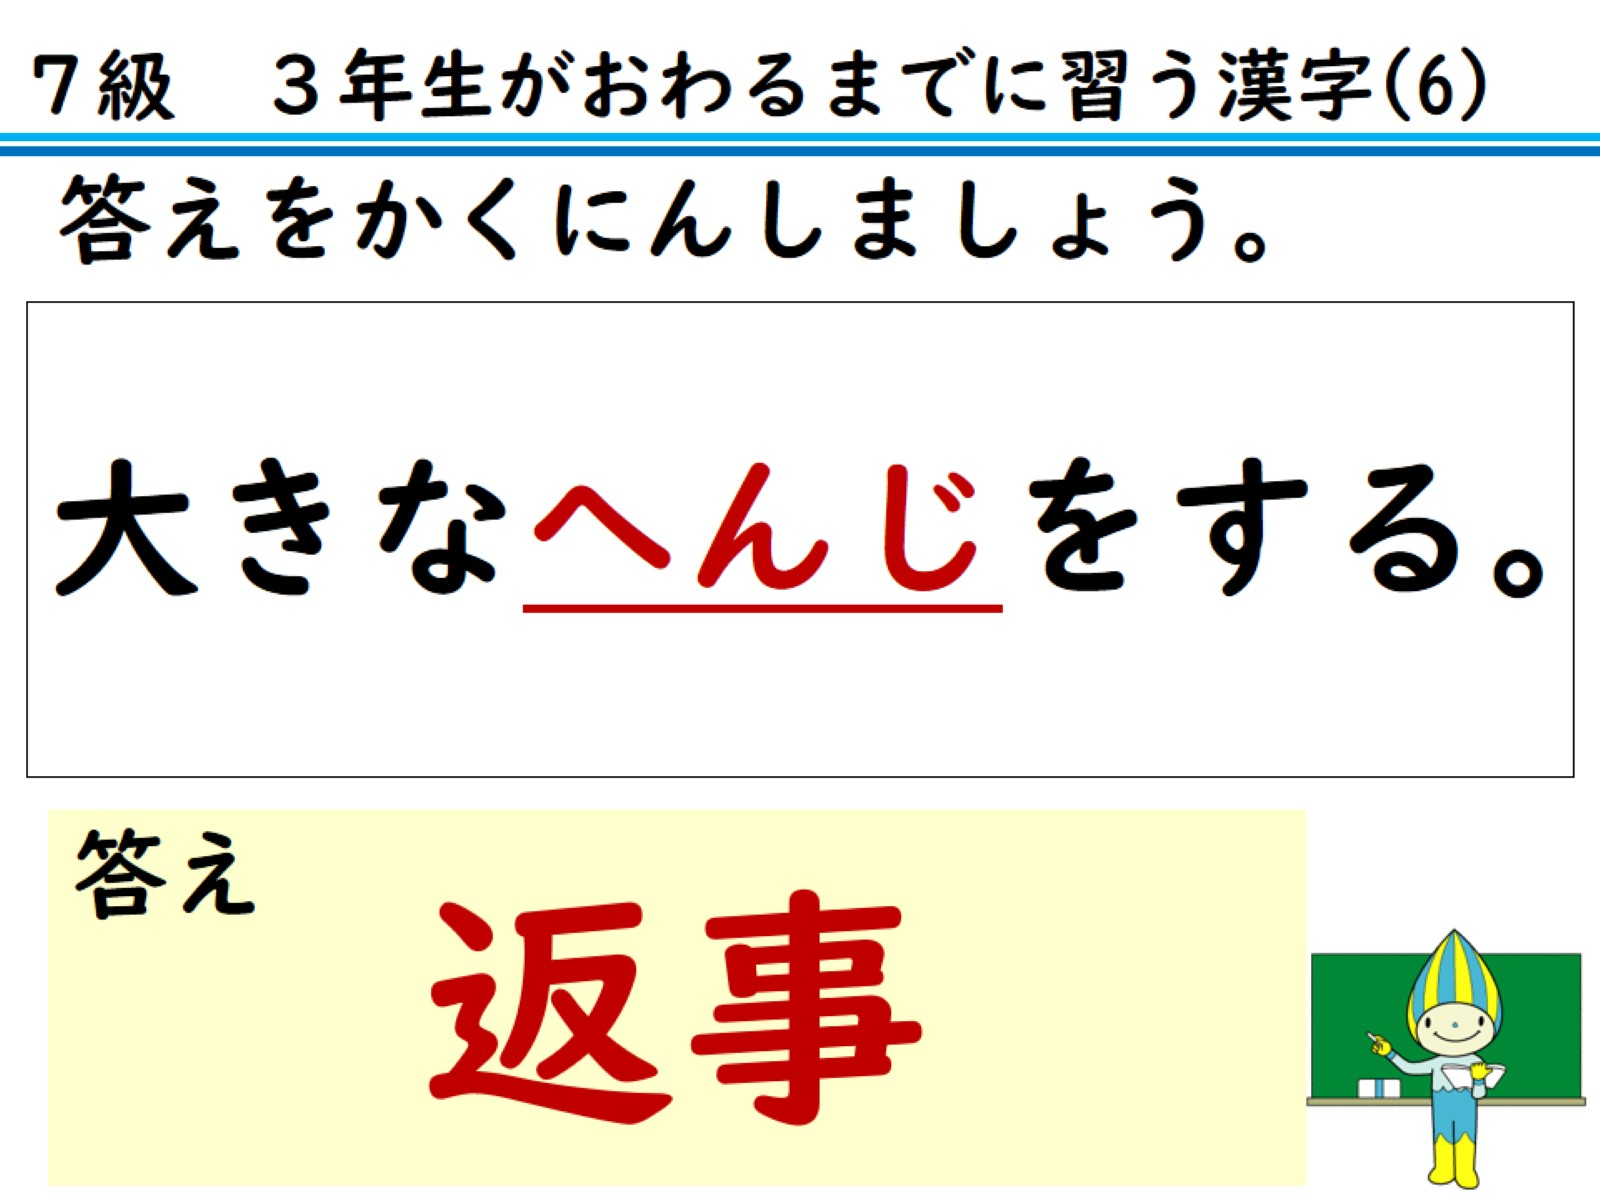 ７級　３年生がおわるまでに習う漢字(6)
答えをかくにんしましょう。
大きなへんじをする。
答え
返事